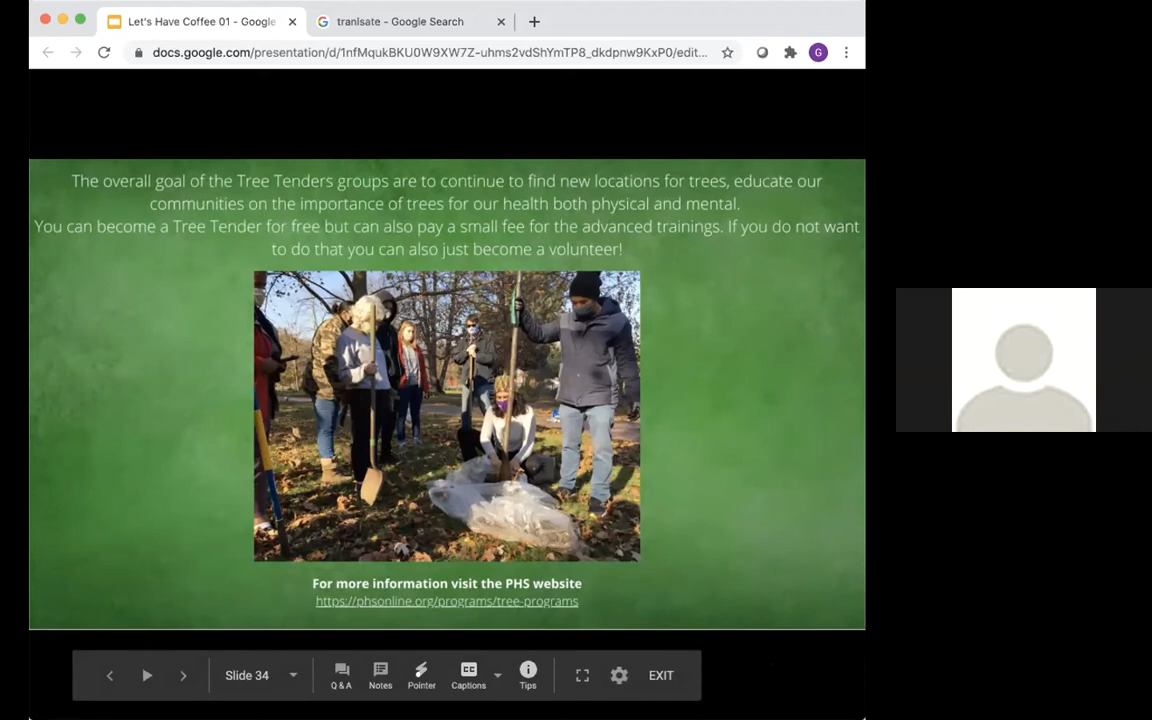 Let's Have Coffee 01 - Google
tranlsate - Google Search
docs.google.com/presentation/d/1nfMqukBKU0W9XW7Z-uhms2vdShYmTP8_dkdpnw9KxP0/edit...
G
The overall goal of the Tree Tenders groups are to continue to find new locations for trees, educate our
communities on the importance of trees for our health both physical and mental.
You can become a Tree Tender for free but can also pay a small fee for the advanced trainings. If you do not want
to do that you can also just become a volunteer!
For more information visit the PHS website
https://phsonline.org/programs/tree-programs
Slide 34
Q & A
Notes
Pointer
CC
Captions
Tips
EXIT